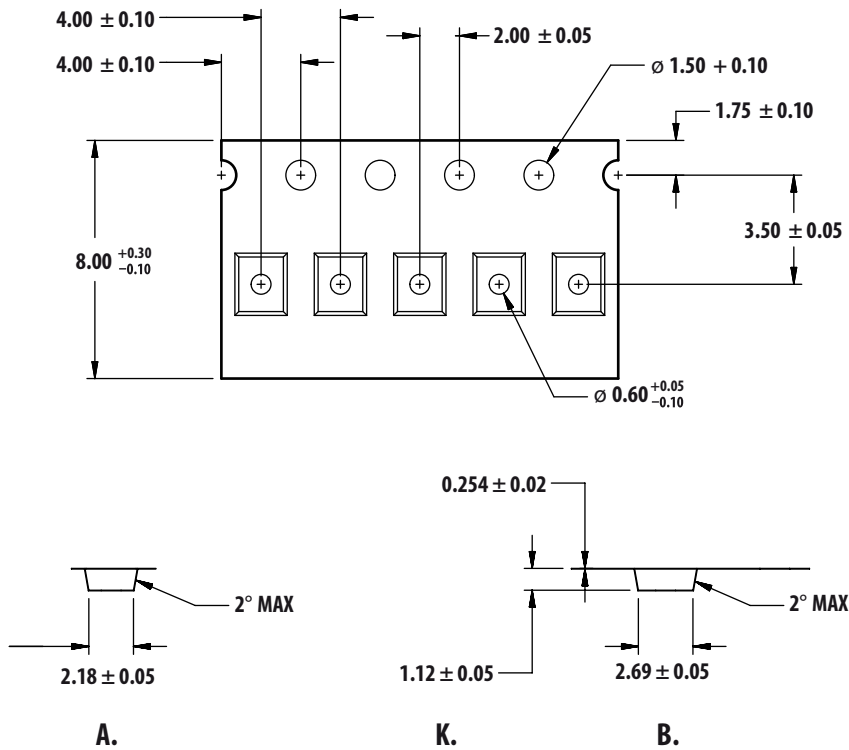 4.00 ± 0.10
2.00 ± 0.05
4.00 ± 0.10
ø 1.50 + 0.10
1.75 ± 0.10
8.00 +0.30 −0.10
3.50 ± 0.05
ø 0.60 +0.05 −0.10
0.254 ± 0.02
2° MAX
2° MAX
2.18 ± 0.05
1.12 ± 0.05
2.69 ± 0.05
A.
K.
B.